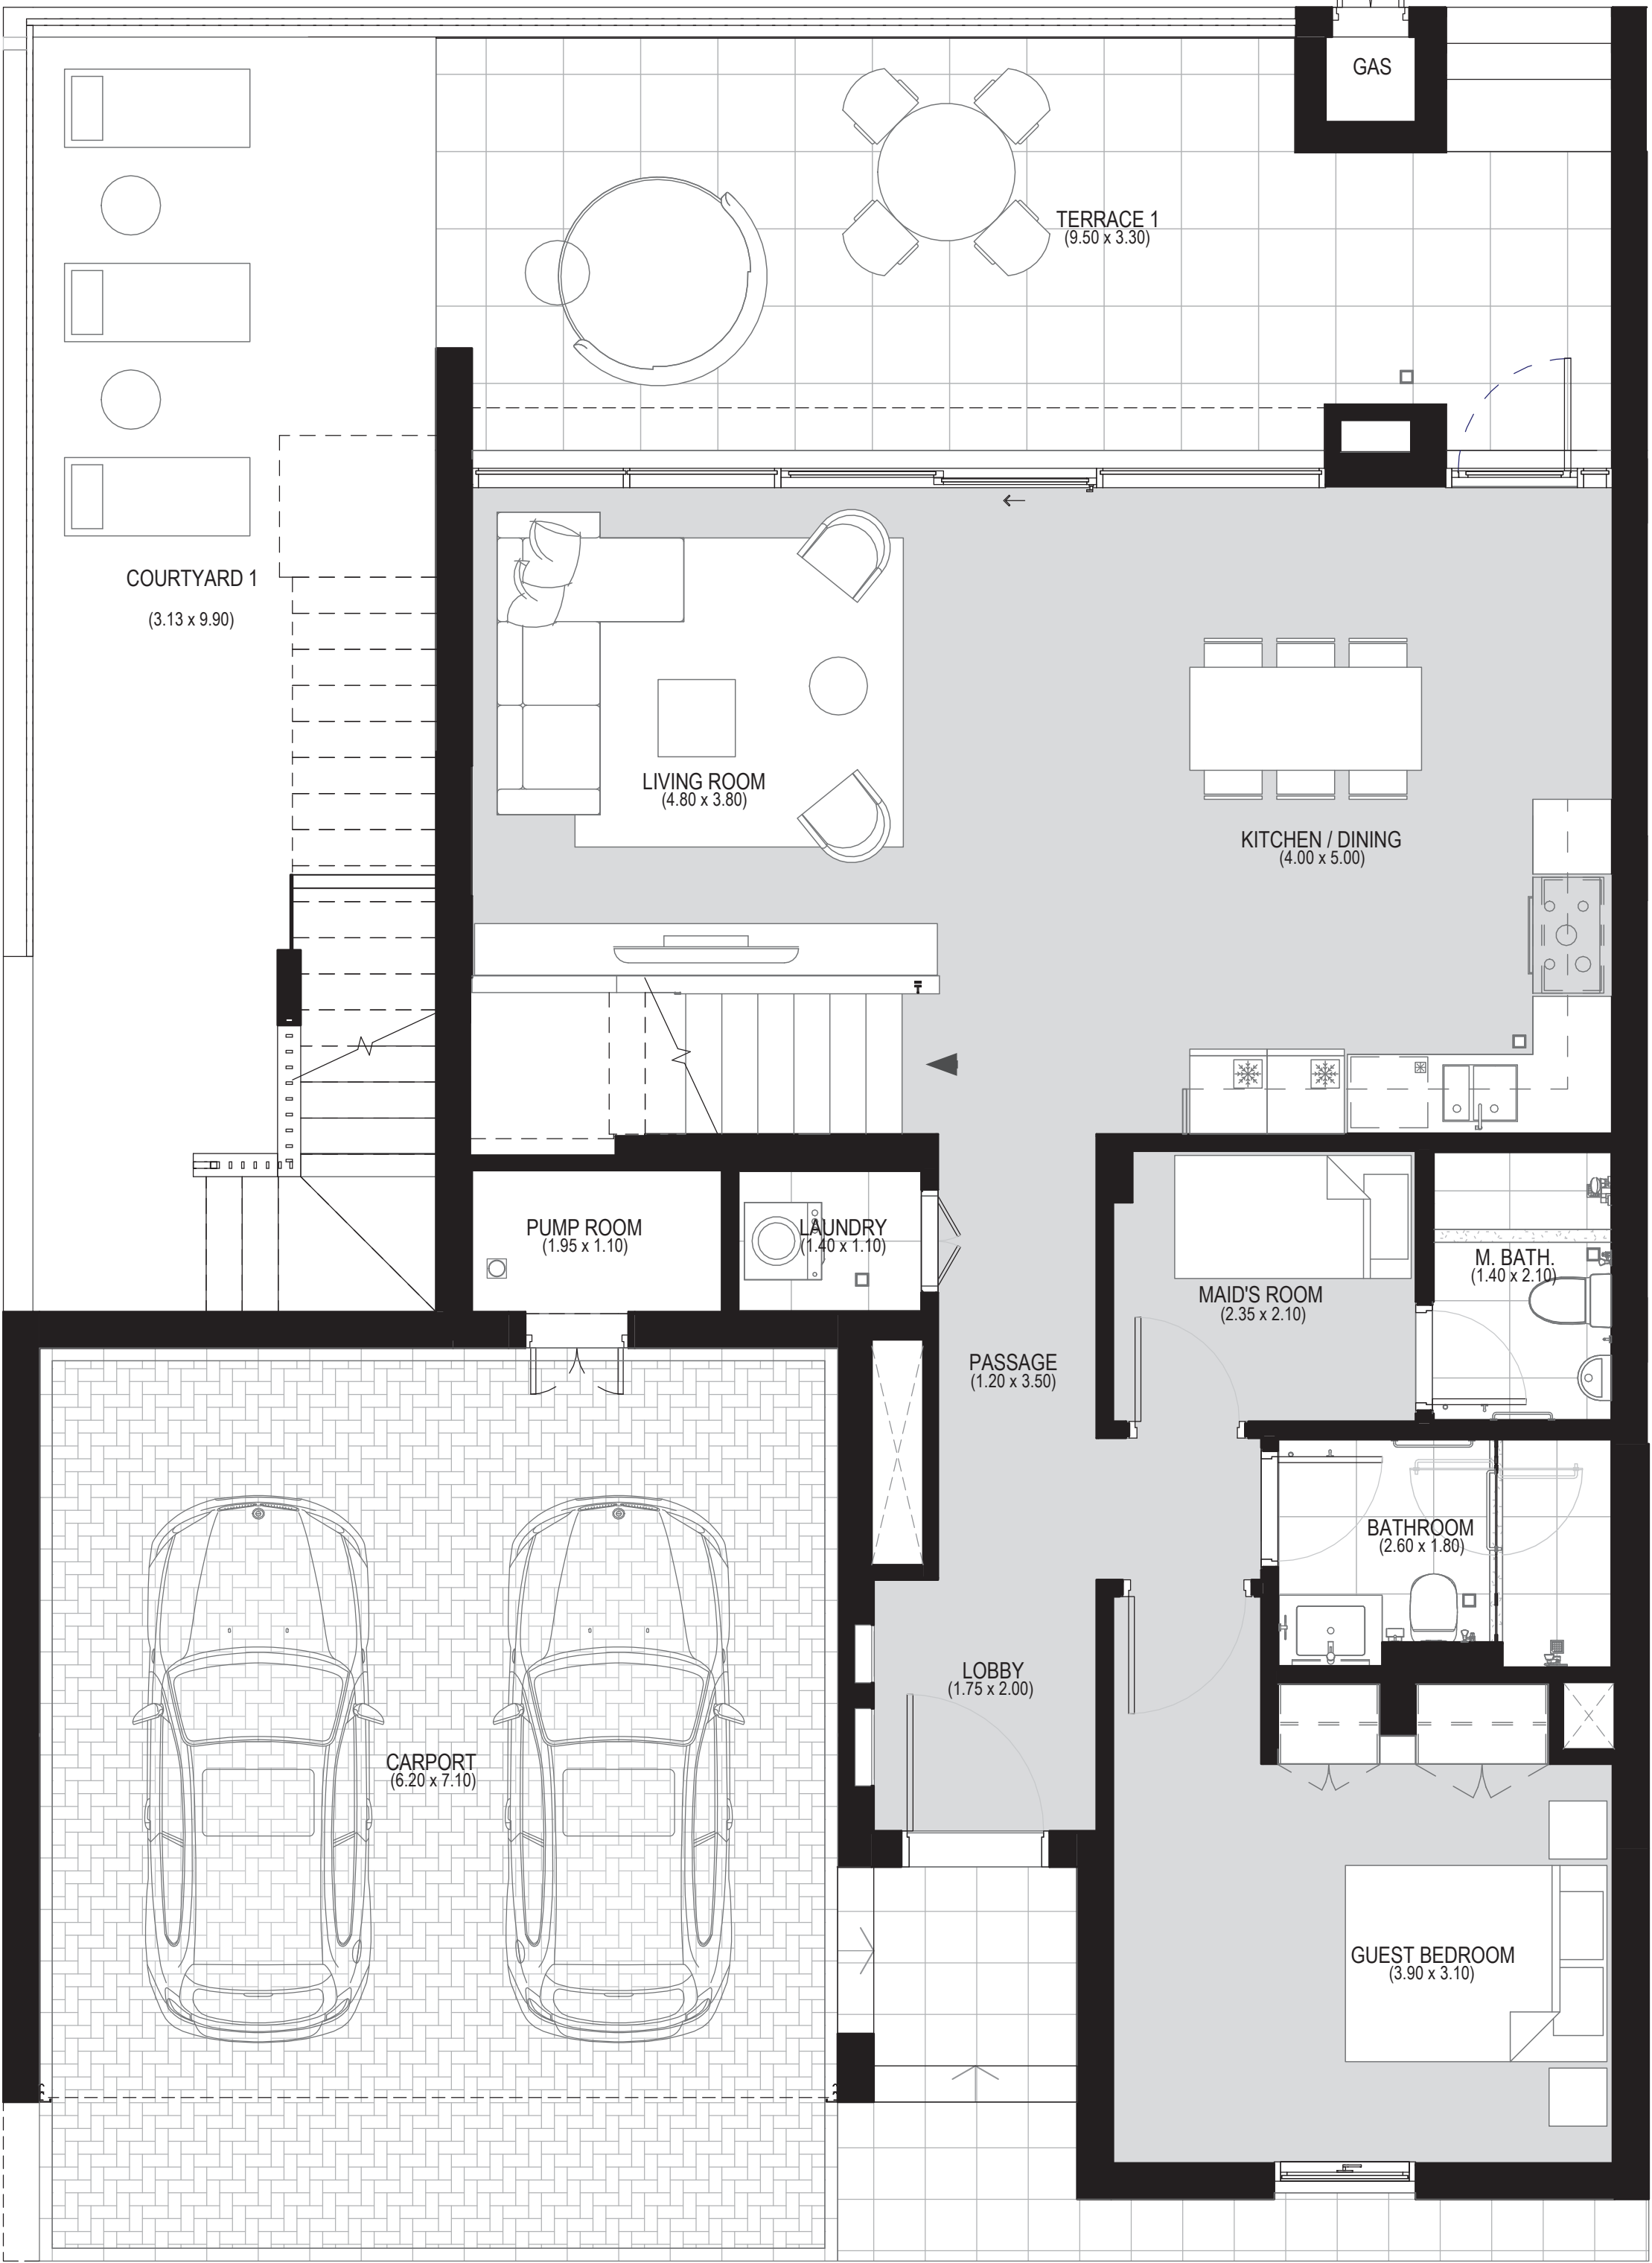 GAS
TERRACE 1
(9.50 x 3.30)
COURTYARD 1
(3.13 x 9.90)
LIVING ROOM
(4.80 x 3.80)
KITCHEN / DINING
(4.00 x 5.00)
PUMP ROOM
(1.95 x 1.10)
LAUNDRY
(1.40 x 1.10)
MAID'S ROOM
(2.35 x 2.10)
M. BATH.
(1.40 x 2.10)
PASSAGE
(1.20 x 3.50)
BATHROOM
(2.60 x 1.80)
LOBBY
(1.75 x 2.00)
CARPORT
(6.20 x 7.10)
GUEST BEDROOM
(3.90 x 3.10)